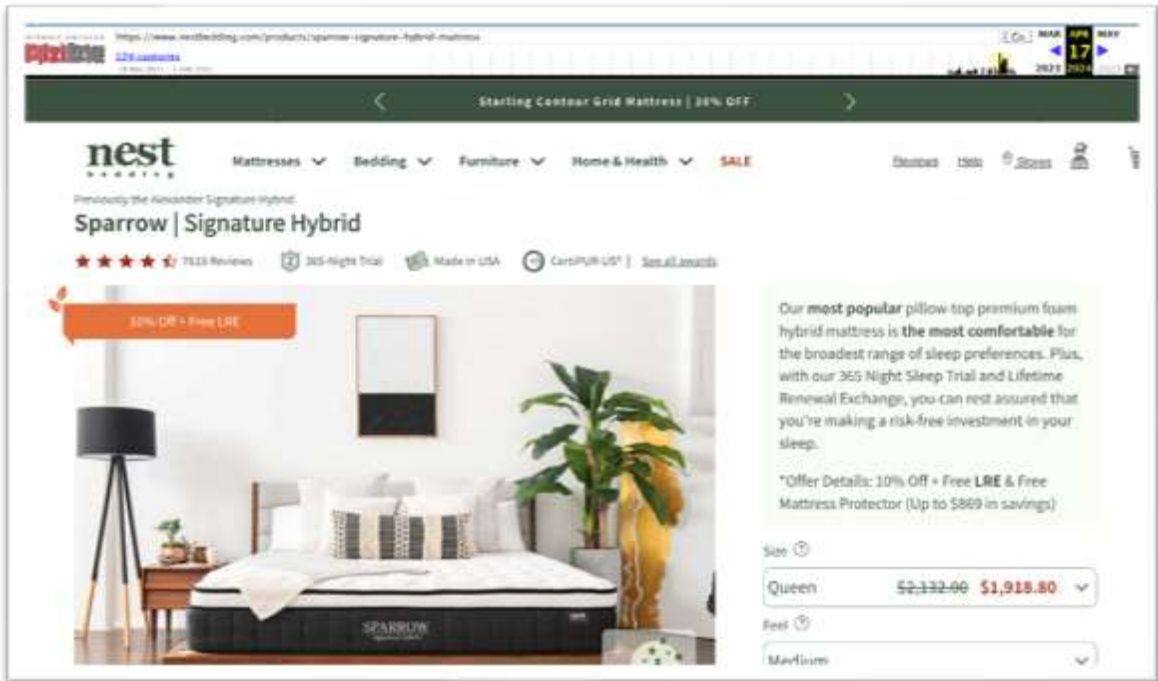 https://www.nestbedding.com/products/sparrow-signature-hybrid-mattress
Go MAR APR MAY
captures
17
2023 2024
Starling Contour Grid Mattress | 20% OFF
nest
bedding
Mattresses Bedding Furniture Home & Health SALE
Reviews Help Stores
Previously the Alexander Signature Hybrid
Sparrow | Signature Hybrid
Reviews 365-Night Trial Made in USA CertiPUR-US® | See all awards
10% Off + Free LRE
Our most popular pillow-top premium foam
hybrid mattress is the most comfortable for
the broadest range of sleep preferences. Plus,
with our 365 Night Sleep Trial and Lifetime
Renewal Exchange, you can rest assured that
you're making a risk-free investment in your
sleep.
*Offer Details: 10% Off + Free LRE & Free
Mattress Protector (Up to $869 in savings)
Size
Queen $2,132.00 $1,918.80
Feel
Medium
SPARROW